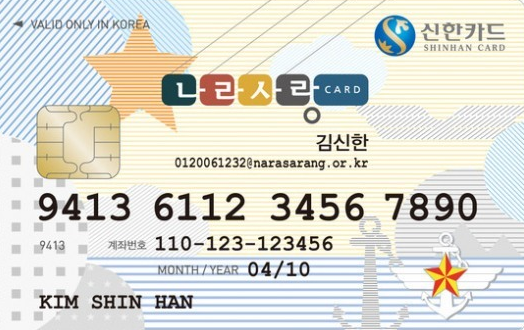 VALID ONLY IN KOREA
신한카드
SHINHAN CARD
나라사랑 CARD
김신한
0120061232@narasarang.or.kr
9413 6112 3456 7890
9413 계좌번호 110-123-123456
MONTH / YEAR 04/10
KIM SHIN HAN